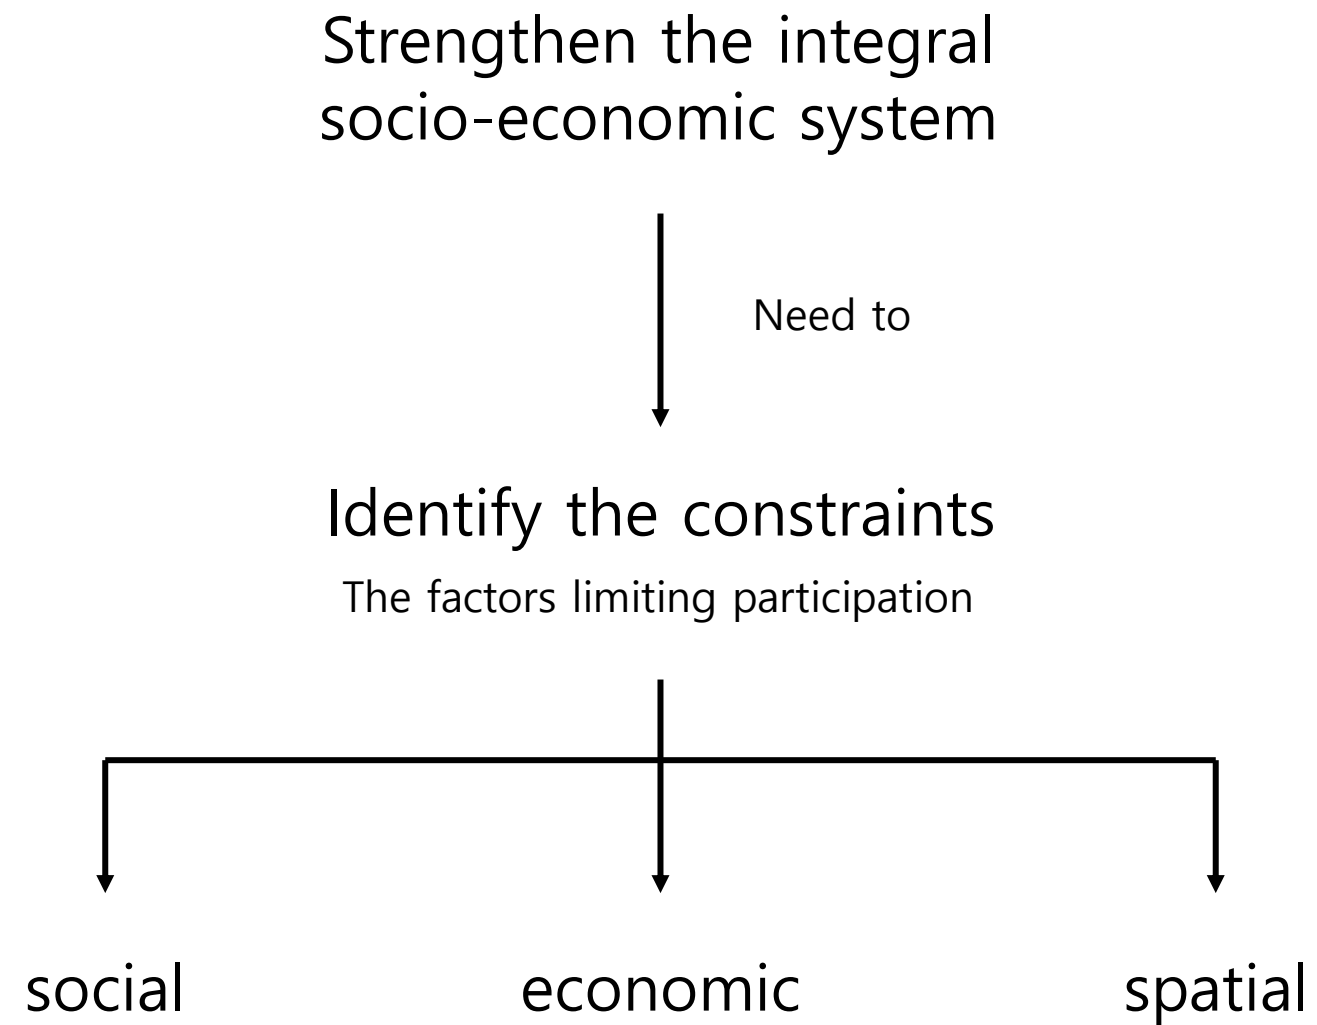 Strengthen the integral
socio-economic system
Need to
Identify the constraints
The factors limiting participation
social economic spatial